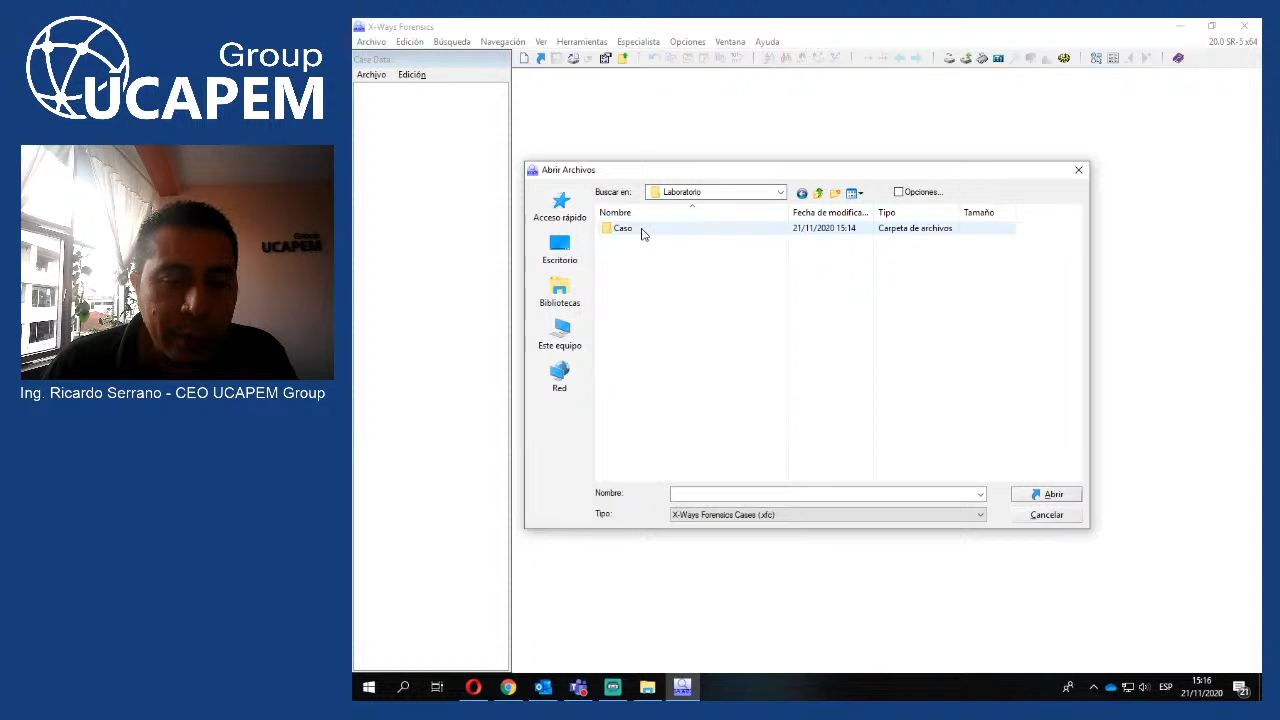 Group
UCAPEM
Group
UCAPEM
Ing. Ricardo Serrano - CEO UCAPEM Group
X-Ways Forensics
Archivo Edición Búsqueda Navegación Ver Herramientas Especialista Opciones Ventana Ayuda
20.0 SR-5 x64
Case Data
Archivo Edición
Abrir Archivos
Buscar en: Laboratorio Opciones...
Nombre Fecha de modifica... Tipo Tamaño
Caso 21/11/2020 15:14 Carpeta de archivos
Acceso rápido
Escritorio
Bibliotecas
Este equipo
Red
Nombre: Abrir
Tipo: X-Ways Forensics Cases (.xfc) Cancelar
ESP
15:16
21/11/2020
21